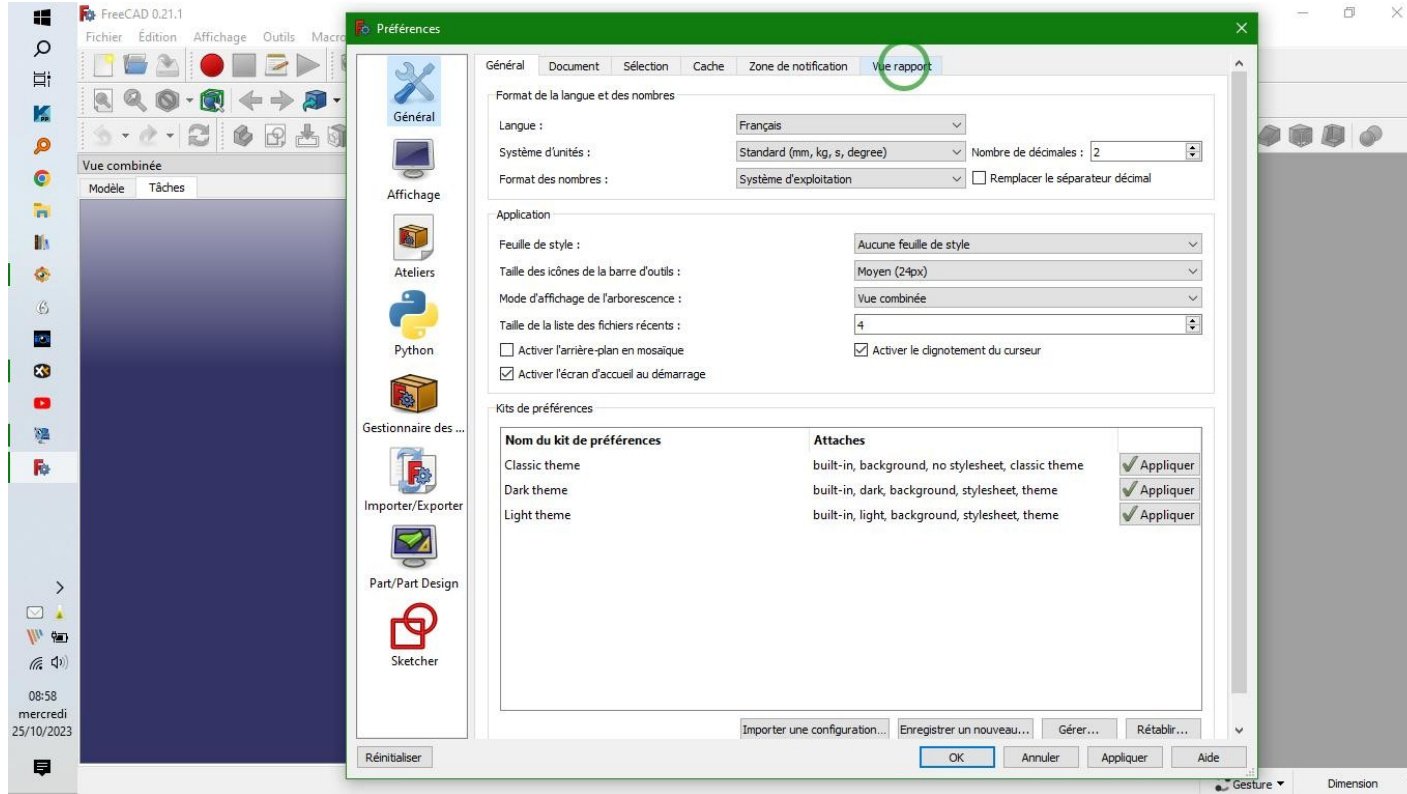 FreeCAD 0.21.1
Fichier Édition Affichage Outils Macro
Vue combinée
Modèle Tâches
08:58
mercredi
25/10/2023
Préférences
Général
Affichage
Ateliers
Python
Gestionnaire des ...
Importer/Exporter
Part/Part Design
Sketcher
Général Document Sélection Cache Zone de notification Vue rapport
Format de la langue et des nombres
Langue : Français
Système d'unités : Standard (mm, kg, s, degree) Nombre de décimales : 2
Format des nombres : Système d'exploitation Remplacer le séparateur décimal
Application
Feuille de style : Aucune feuille de style
Taille des icônes de la barre d'outils : Moyen (24px)
Mode d'affichage de l'arborescence : Vue combinée
Taille de la liste des fichiers récents : 4
Activer l'arrière-plan en mosaïque Activer le clignotement du curseur
Activer l'écran d'accueil au démarrage
Kits de préférences
Nom du kit de préférences Attaches
Classic theme built-in, background, no stylesheet, classic theme Appliquer
Dark theme built-in, dark, background, stylesheet, theme Appliquer
Light theme built-in, light, background, stylesheet, theme Appliquer
Importer une configuration... Enregistrer un nouveau... Gérer... Rétablir...
Réinitialiser OK Annuler Appliquer Aide
Gesture Dimension